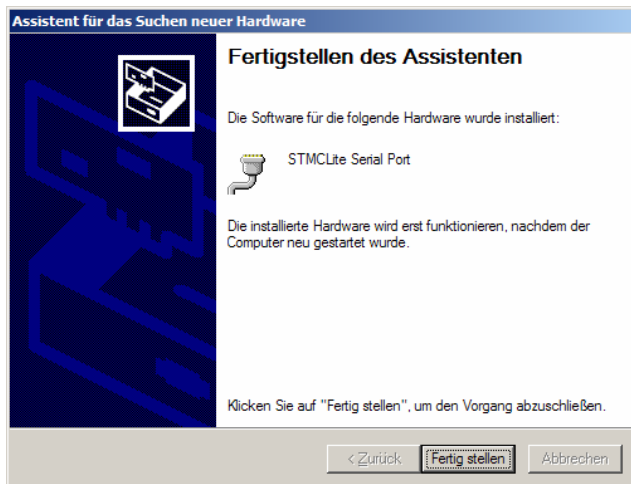 Assistent für das Suchen neuer Hardware
Fertigstellen des Assistenten
Die Software für die folgende Hardware wurde installiert:
STMCLite Serial Port
Die installierte Hardware wird erst funktionieren, nachdem der
Computer neu gestartet wurde.
Klicken Sie auf "Fertig stellen", um den Vorgang abzuschließen.
< Zurück Fertig stellen Abbrechen